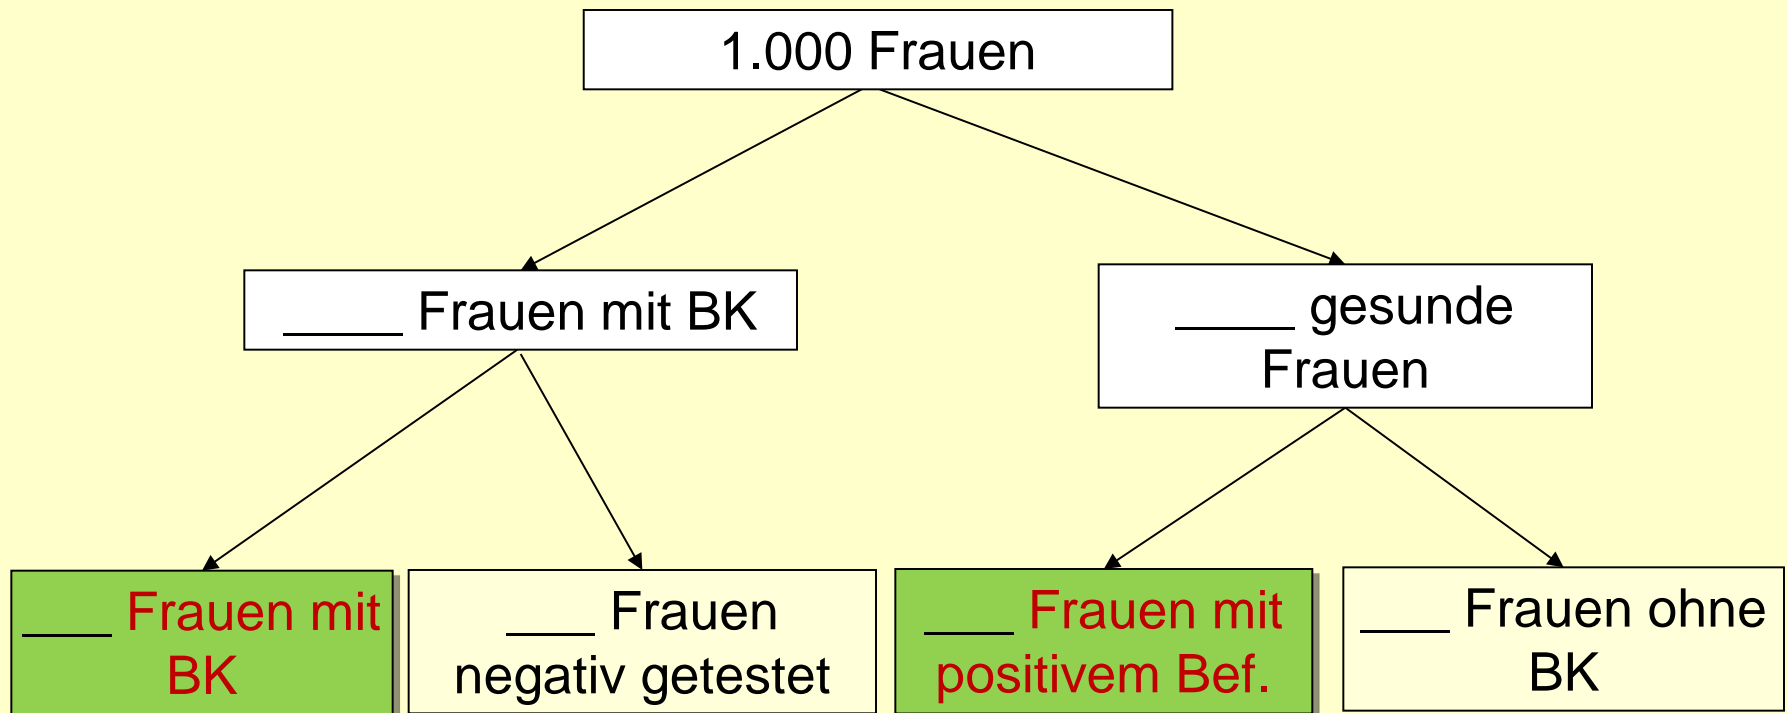 1.000 Frauen
____ Frauen mit BK
____ gesunde
Frauen
___ Frauen mit
BK
___ Frauen
negativ getestet
___ Frauen mit
positivem Bef.
___ Frauen ohne
BK